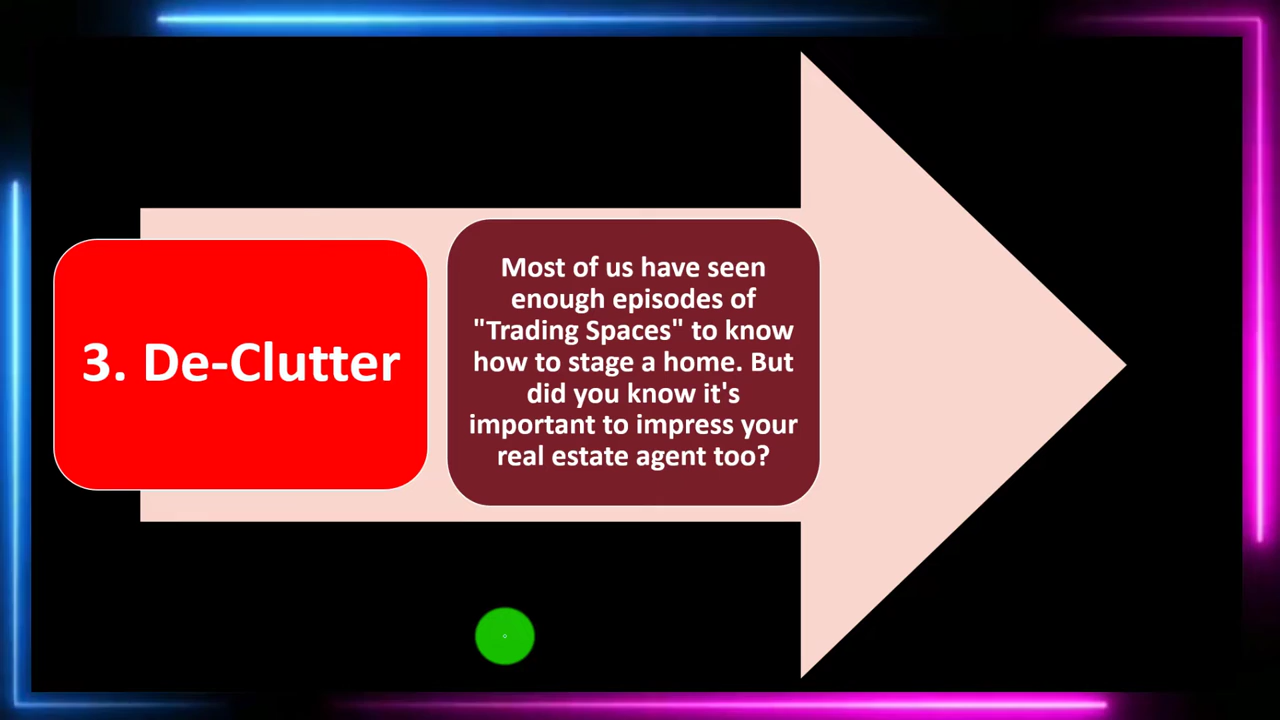 3. De-Clutter
Most of us have seen
enough episodes of
"Trading Spaces" to know
how to stage a home. But
did you know it's
important to impress your
real estate agent too?